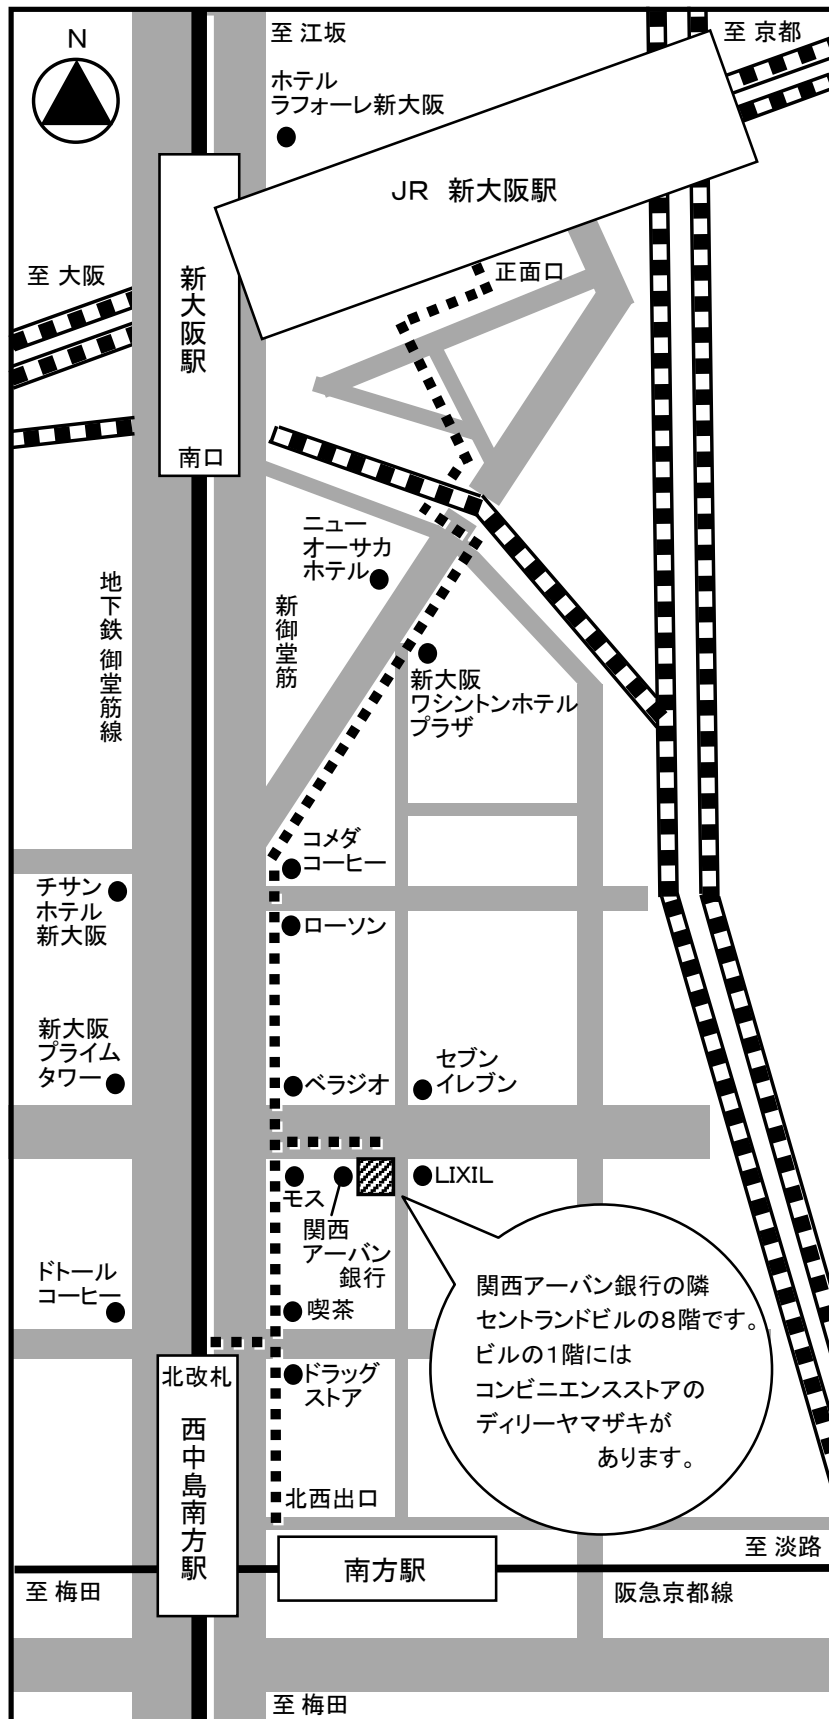 N
至 江坂
至 京都
ホテル
ラフォーレ新大阪
JR 新大阪駅
至 大阪
新大阪駅
正面口
南口
ニュー
オーサカ
ホテル
地下鉄 御堂筋線
新御堂筋
新大阪
ワシントンホテル
プラザ
コメダ
コーヒー
チサン
ホテル
新大阪
ローソン
新大阪
プライム
タワー
ベラジオ
セブン
イレブン
モス
LIXIL
関西
アーバン
銀行
ドトール
コーヒー
喫茶
関西アーバン銀行の隣
セントランドビルの8階です。
ビルの1階には
コンビニエンスストアの
ディリーヤマザキが
あります。
北改札
ドラッグ
ストア
西中島南方駅
北西出口
至 淡路
南方駅
至 梅田
阪急京都線
至 梅田